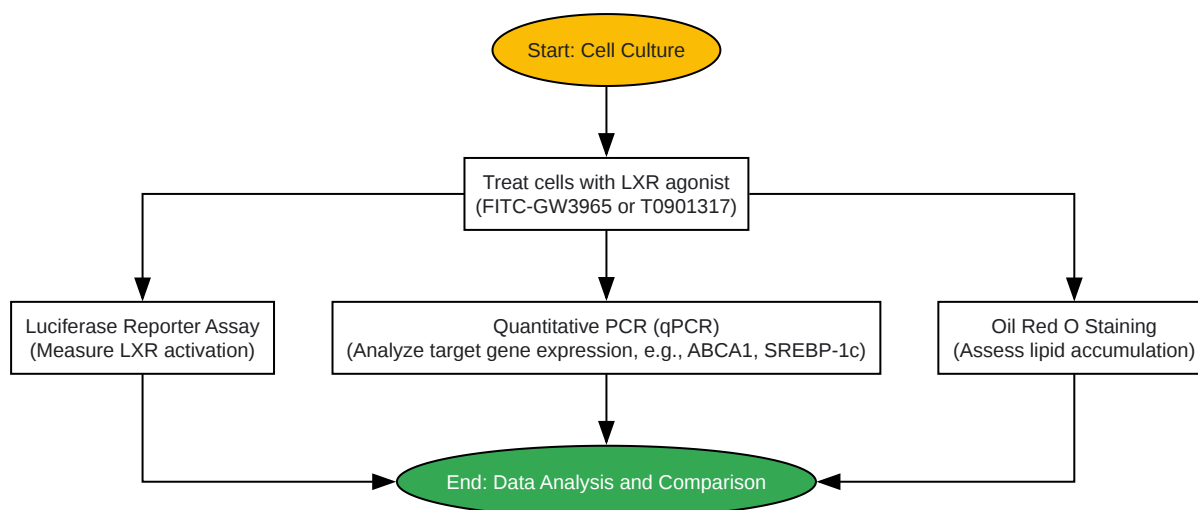 Start: Cell Culture
Treat cells with LXR agonist
(FITC-GW3965 or T0901317)
Luciferase Reporter Assay
(Measure LXR activation)
Quantitative PCR (qPCR)
(Analyze target gene expression, e.g., ABCA1, SREBP-1c)
Oil Red O Staining
(Assess lipid accumulation)
End: Data Analysis and Comparison